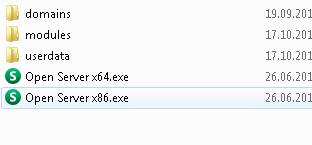 domains 19.09.201
modules 17.10.201
userdata 17.10.201
Open Server x64.exe 26.06.201
Open Server x86.exe 26.06.201